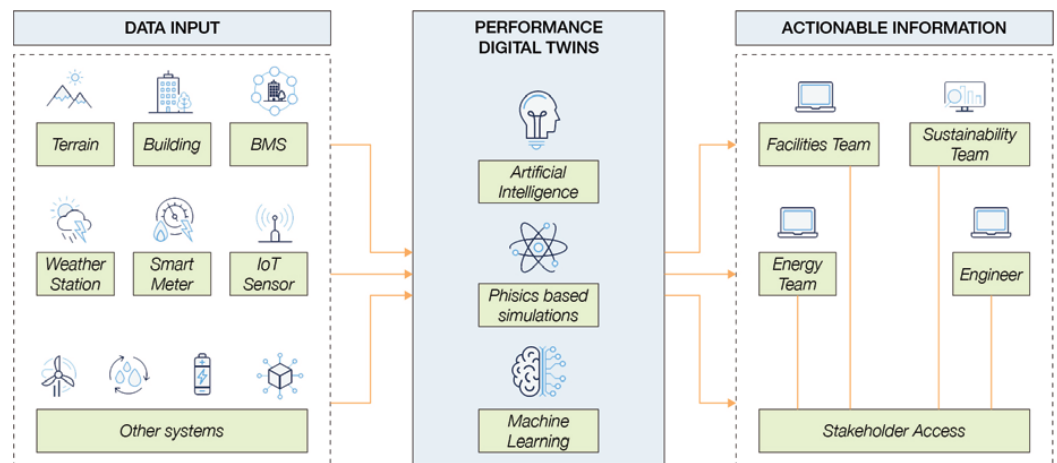 DATA INPUT
PERFORMANCE
DIGITAL TWINS
ACTIONABLE INFORMATION
Terrain
Building
BMS
Weather
Station
Smart
Meter
IoT
Sensor
Other systems
Artificial
Intelligence
Phisics based
simulations
Machine
Learning
Facilities Team
Sustainability
Team
Energy
Team
Engineer
Stakeholder Access